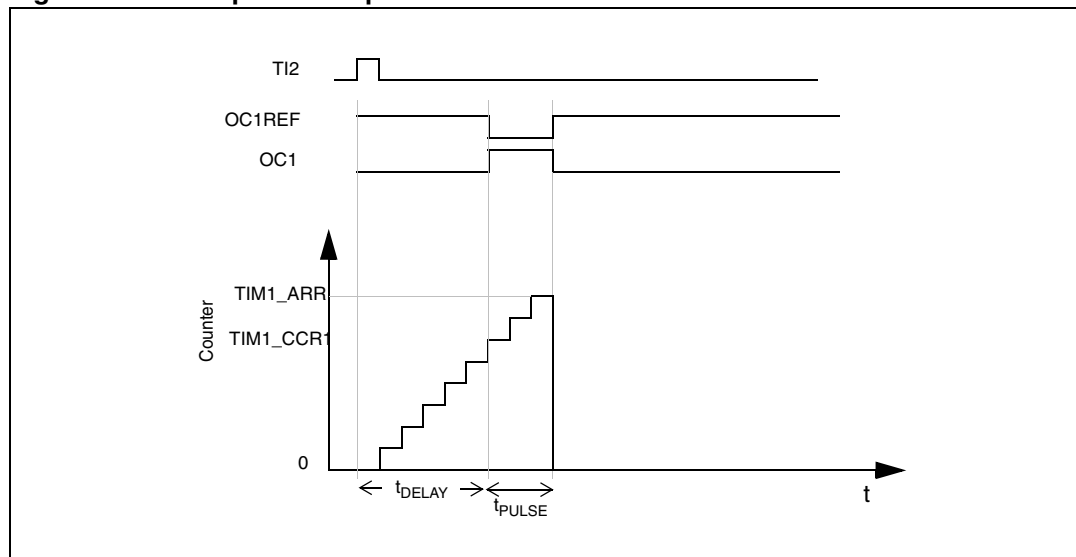 TI2
OC1REF
OC1
Counter
TIM1_ARR
TIM1_CCR1
0
tDELAY
tPULSE
t